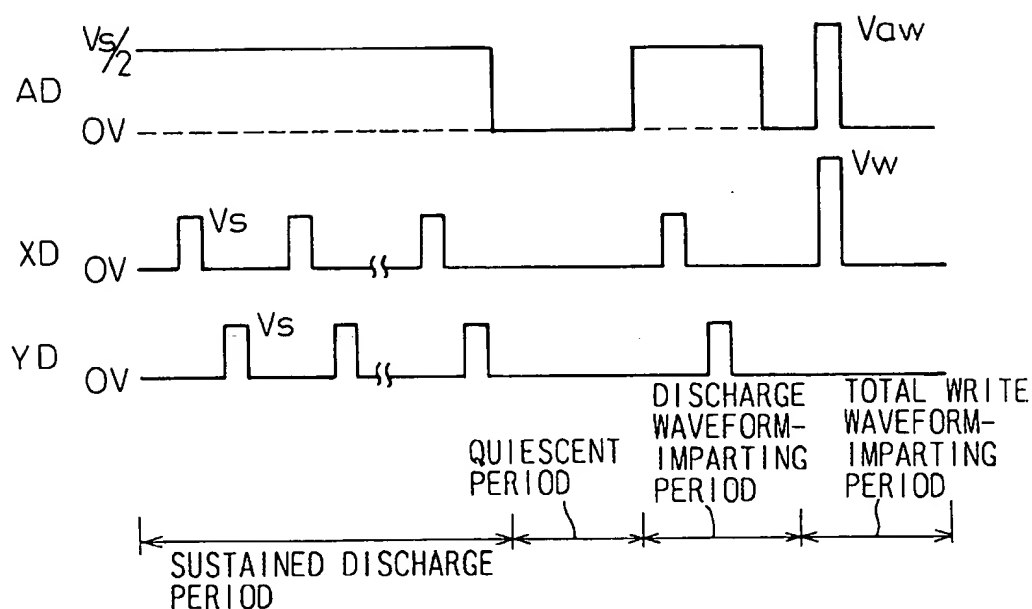 Vs/2
Vaw
AD
0V
Vw
Vs
XD
0V
Vs
YD
0V
DISCHARGE
WAVEFORM-
IMPARTING
PERIOD
TOTAL WRITE
WAVEFORM-
IMPARTING
PERIOD
QUIESCENT
PERIOD
SUSTAINED DISCHARGE
PERIOD